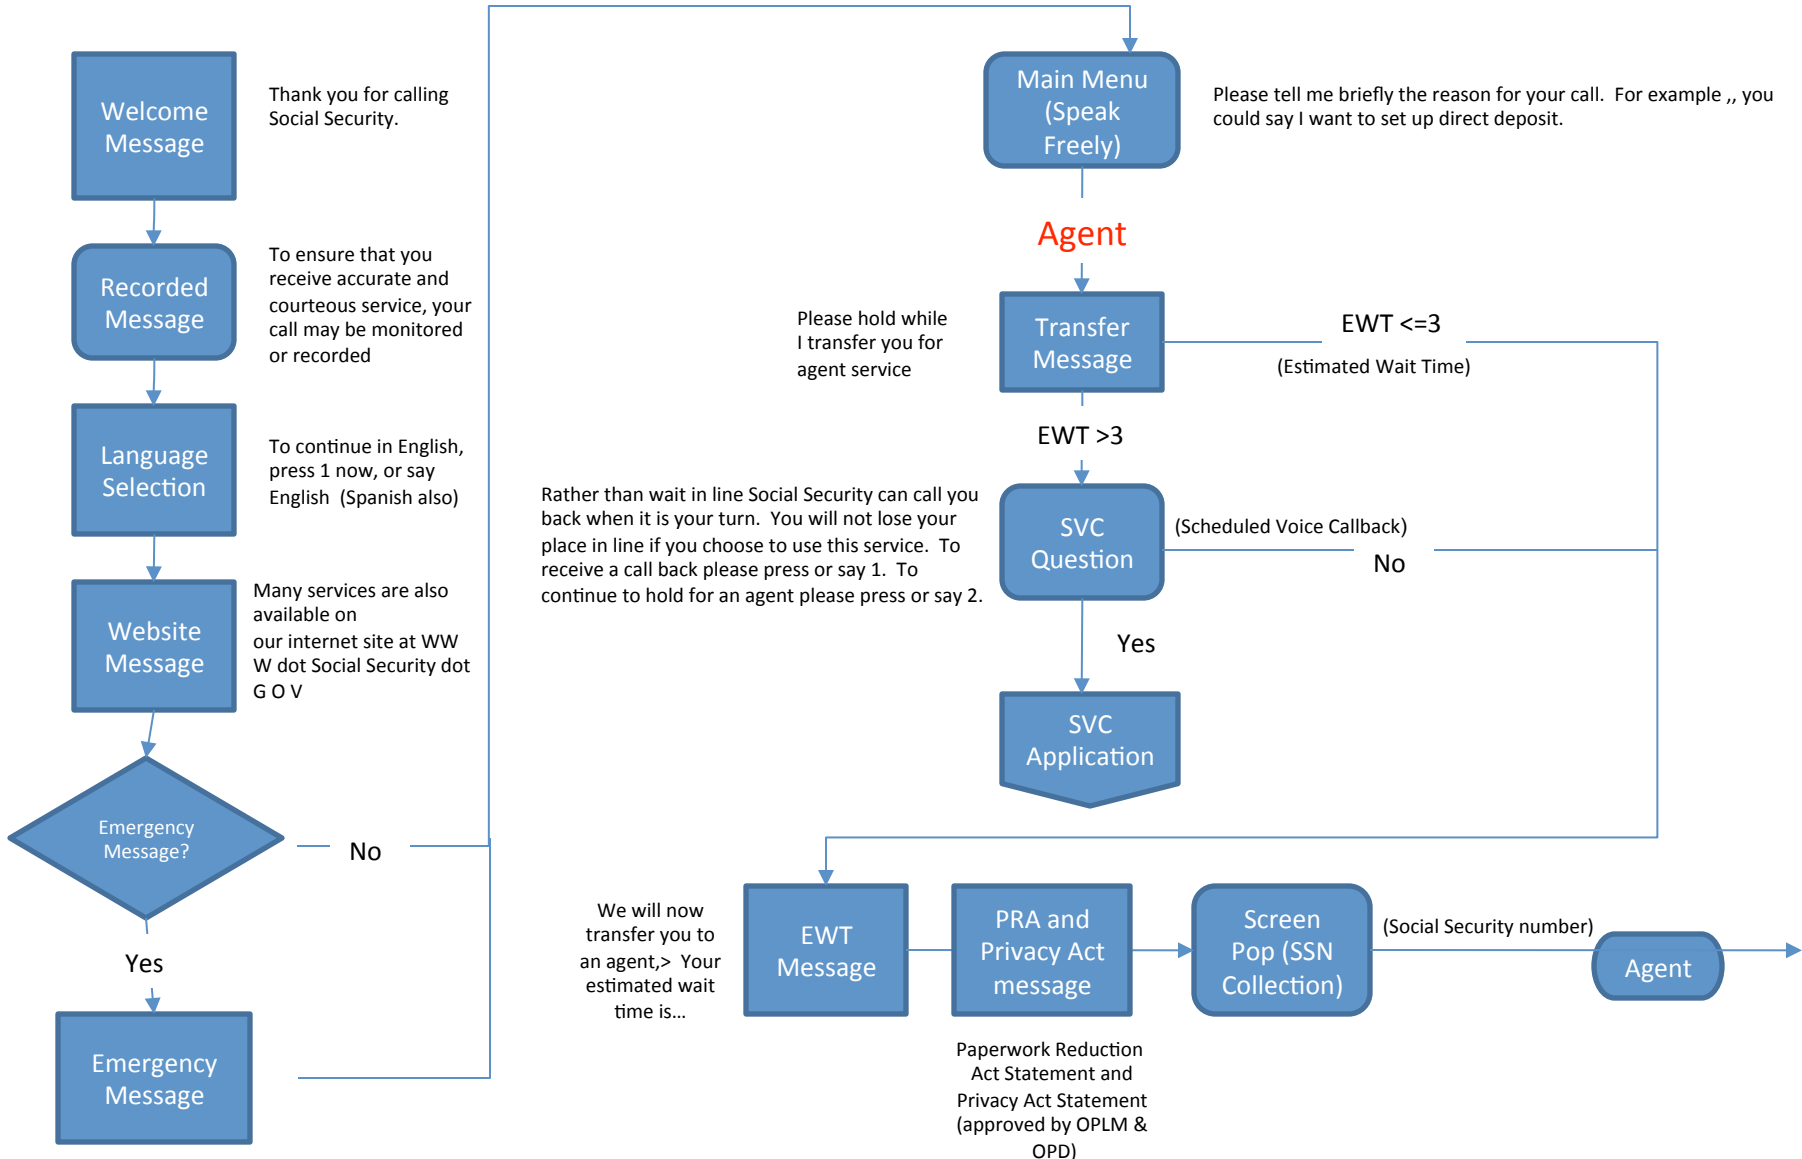 Welcome
Message
Thank you for calling
Social Security.
Recorded
Message
To ensure that you
receive accurate and
courteous service, your
call may be monitored
or recorded
Language
Selection
To continue in English,
press 1 now, or say
English  (Spanish also)
Website
Message
Many services are also
available on
our internet site at WW
W dot Social Security dot
G O V
Emergency
Message?
No
Yes
Emergency
Message
Main Menu
(Speak
Freely)
Please tell me briefly the reason for your call.  For example ,, you
could say I want to set up direct deposit.
Agent
Please hold while
I transfer you for
agent service
Transfer
Message
EWT <=3
(Estimated Wait Time)
EWT >3
Rather than wait in line Social Security can call you
back when it is your turn.  You will not lose your
place in line if you choose to use this service.  To
receive a call back please press or say 1.  To
continue to hold for an agent please press or say 2.
SVC
Question
(Scheduled Voice Callback)
No
Yes
SVC
Application
We will now
transfer you to
an agent,>  Your
estimated wait
time is...
EWT
Message
PRA and
Privacy Act
message
Paperwork Reduction
Act Statement and
Privacy Act Statement
(approved by OPLM &
OPD)
Screen
Pop (SSN
Collection)
(Social Security number)
Agent